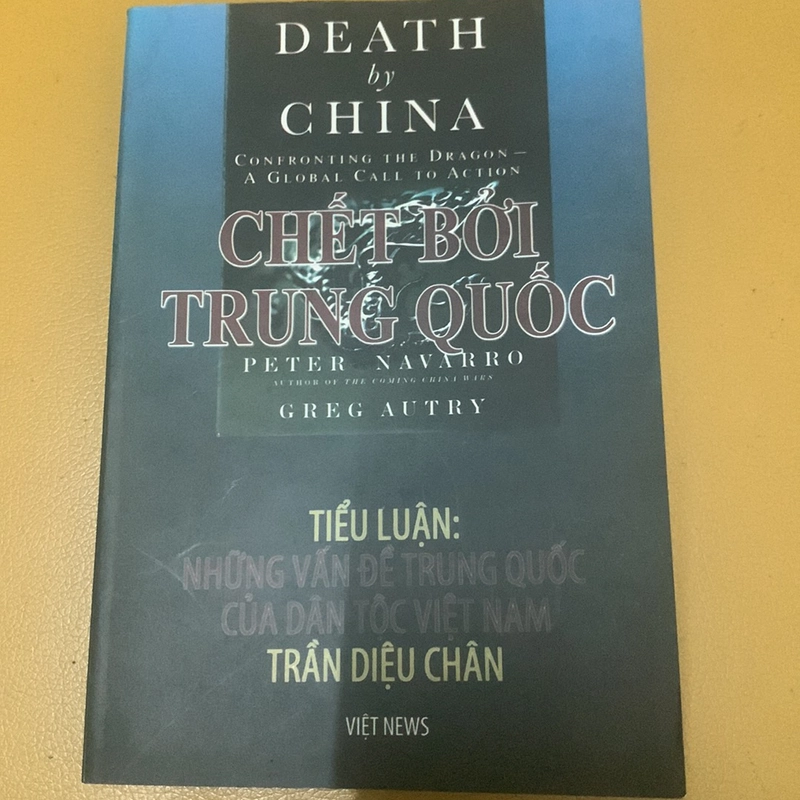 DEATH
by
CHINA
CONFRONTING THE DRAGON—
A GLOBAL CALL TO ACTION
CHẾT BỞI
TRUNG QUỐC
PETER NAVARRO
AUTHOR OF THE COMING CHINA WARS
GREG AUTRY
TIỂU LUẬN:
NHỮNG VẤN ĐỀ TRUNG QUỐC
CỦA DÂN TỘC VIỆT NAM
TRẦN DIỆU CHÂN
VIỆT NEWS